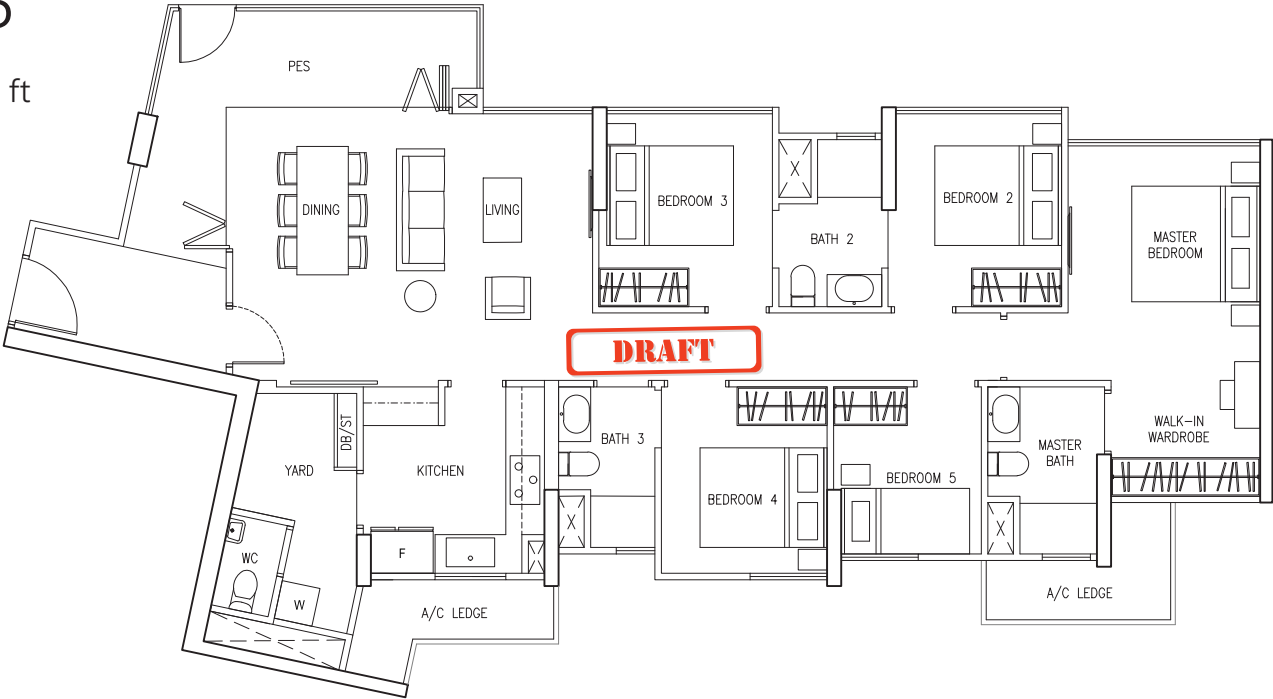 ft
PES
DINING
LIVING
BEDROOM 3
BATH 2
BEDROOM 2
MASTER
BEDROOM
DRAFT
DB/ST
YARD
KITCHEN
BATH 3
BEDROOM 4
BEDROOM 5
MASTER
BATH
WALK-IN
WARDROBE
WC
W
F
A/C LEDGE
A/C LEDGE